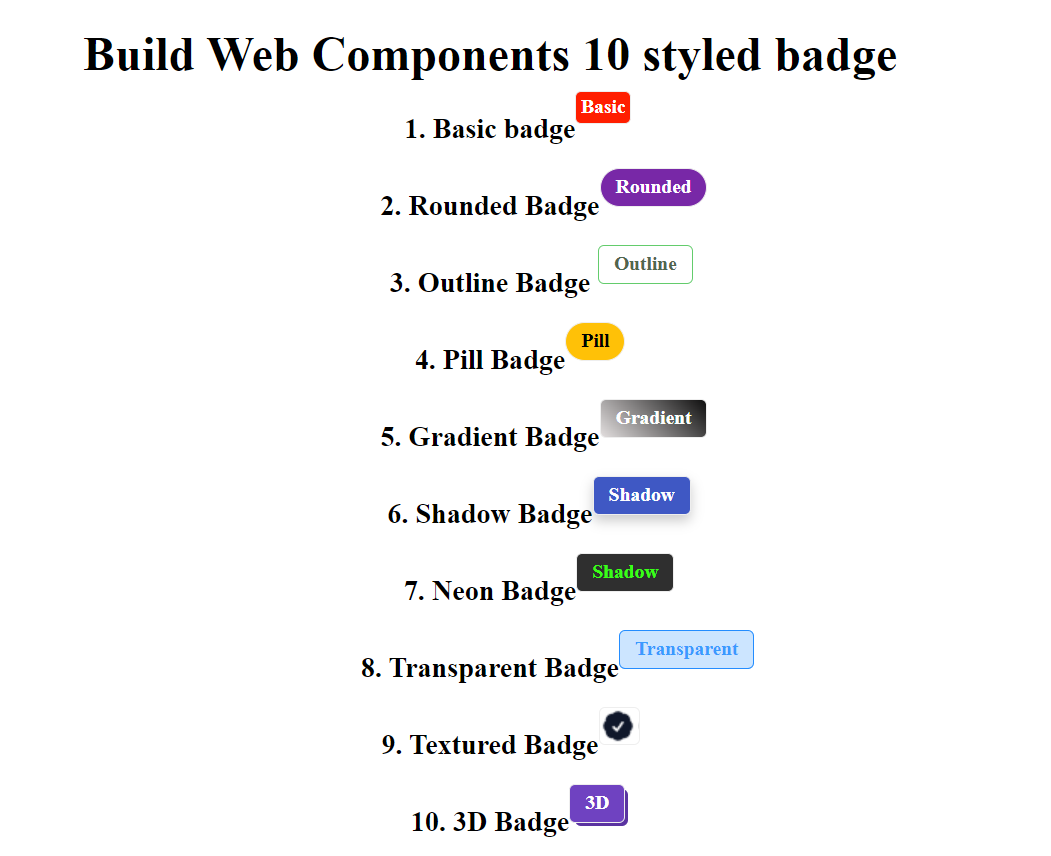 Build Web Components 10 styled badge
1. Basic badge Basic
2. Rounded Badge Rounded
3. Outline Badge Outline
4. Pill Badge Pill
5. Gradient Badge Gradient
6. Shadow Badge Shadow
7. Neon Badge Shadow
8. Transparent Badge Transparent
9. Textured Badge
10. 3D Badge 3D